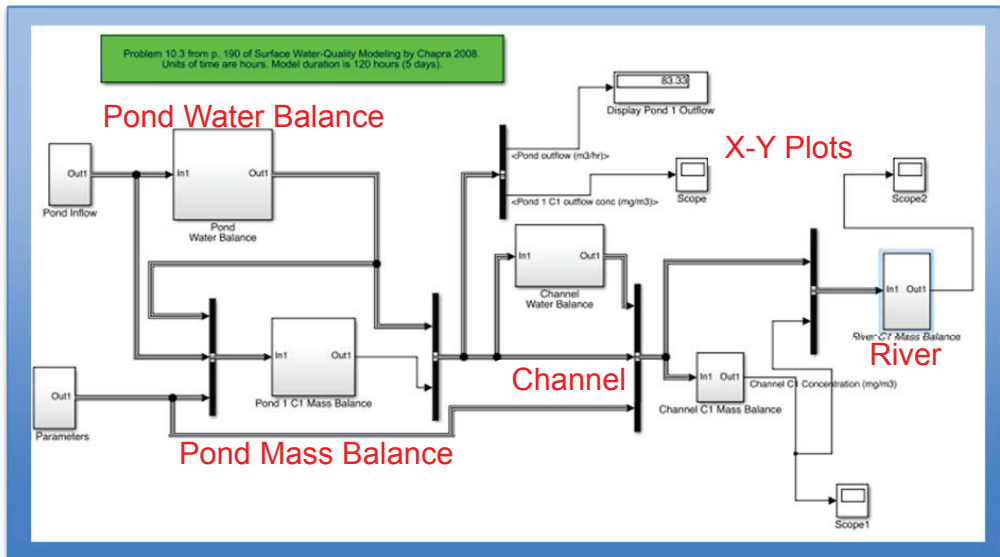 Problem 10.3 from p. 190 of Surface Water-Quality Modeling by Chapra 2008.
Units of time are hours. Model duration is 120 hours (5 days).
83.33
Display Pond 1 Outflow
Pond Water Balance
X-Y Plots
<Pond outflow (m3/hr)>
Out1
Pond Inflow
In1
Out1
Pond
Water Balance
<Pond 1 C1 outflow conc (mg/m3)>
Scope
Scope2
In1
Out1
Channel
Water Balance
In1
Out1
River C1 Mass Balance
River
In1
Out1
Pond 1 C1 Mass Balance
Channel
In1
Out1
Channel C1 Concentration (mg/m3)
Channel C1 Mass Balance
Out1
Parameters
Pond Mass Balance
Scope1